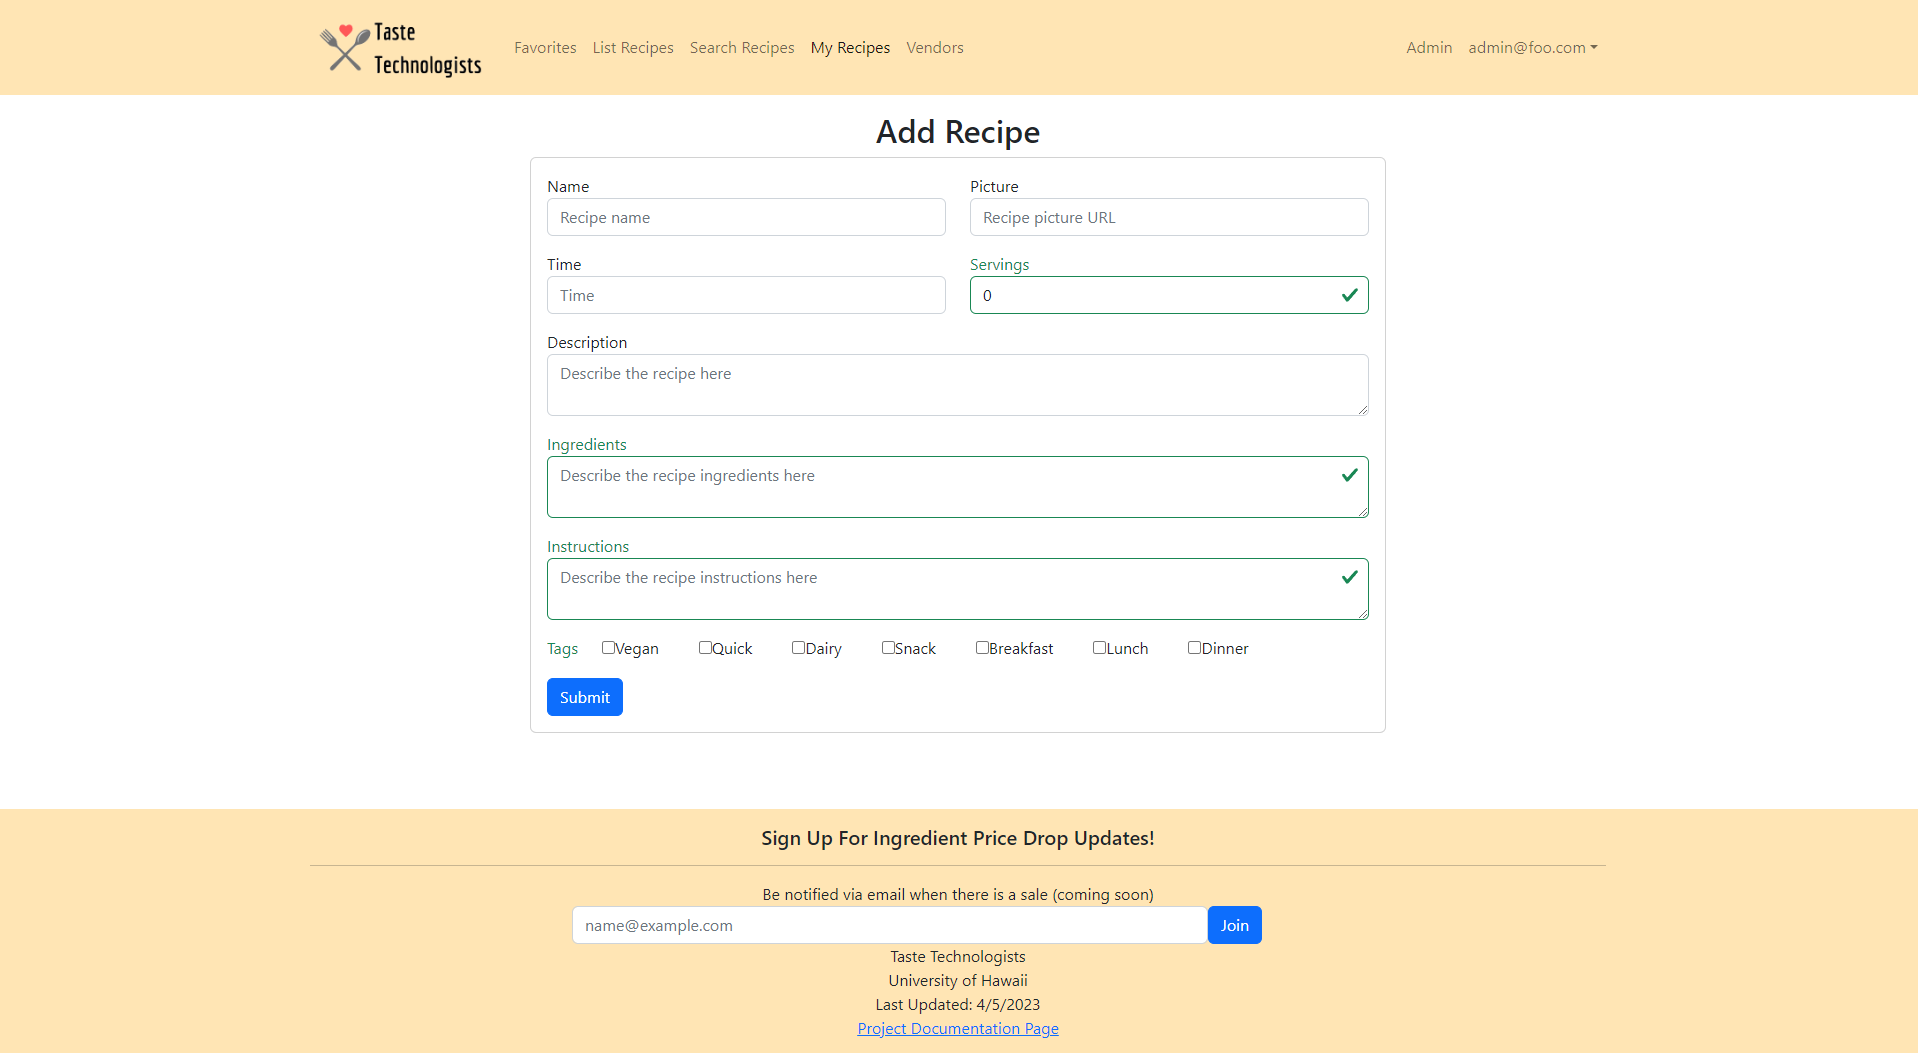 Taste
Technologists
Favorites List Recipes Search Recipes My Recipes Vendors
Admin admin@foo.com
Add Recipe
Name Picture
Recipe name Recipe picture URL
Time Servings
Time 0
Description
Describe the recipe here
Ingredients
Describe the recipe ingredients here
Instructions
Describe the recipe instructions here
Tags Vegan Quick Dairy Snack Breakfast Lunch Dinner
Submit
Sign Up For Ingredient Price Drop Updates!
Be notified via email when there is a sale (coming soon)
name@example.com Join
Taste Technologists
University of Hawaii
Last Updated: 4/5/2023
Project Documentation Page